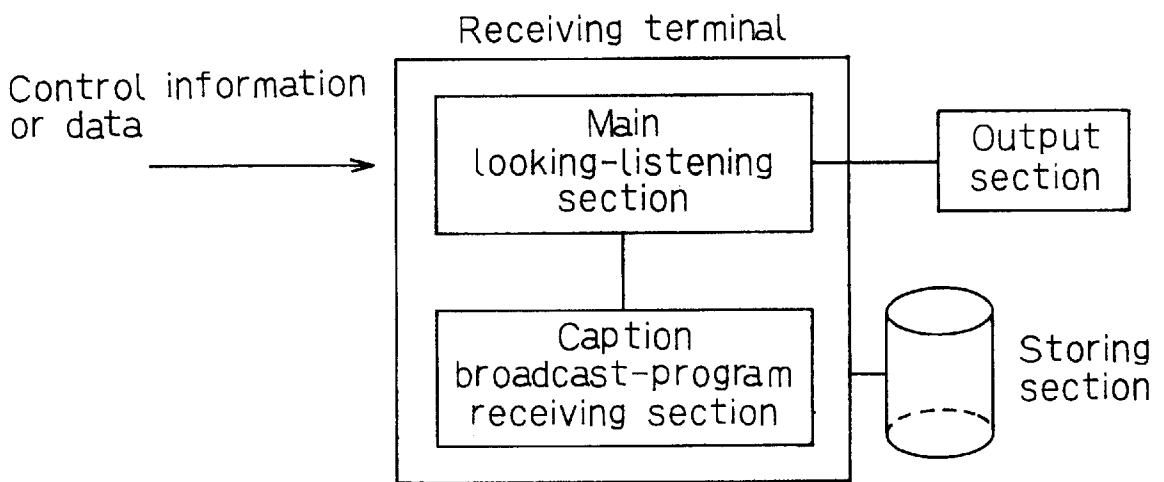 Receiving terminal
Control information
or data
Main
looking-listening
section
Output
section
Caption
broadcast-program
receiving section
Storing
section